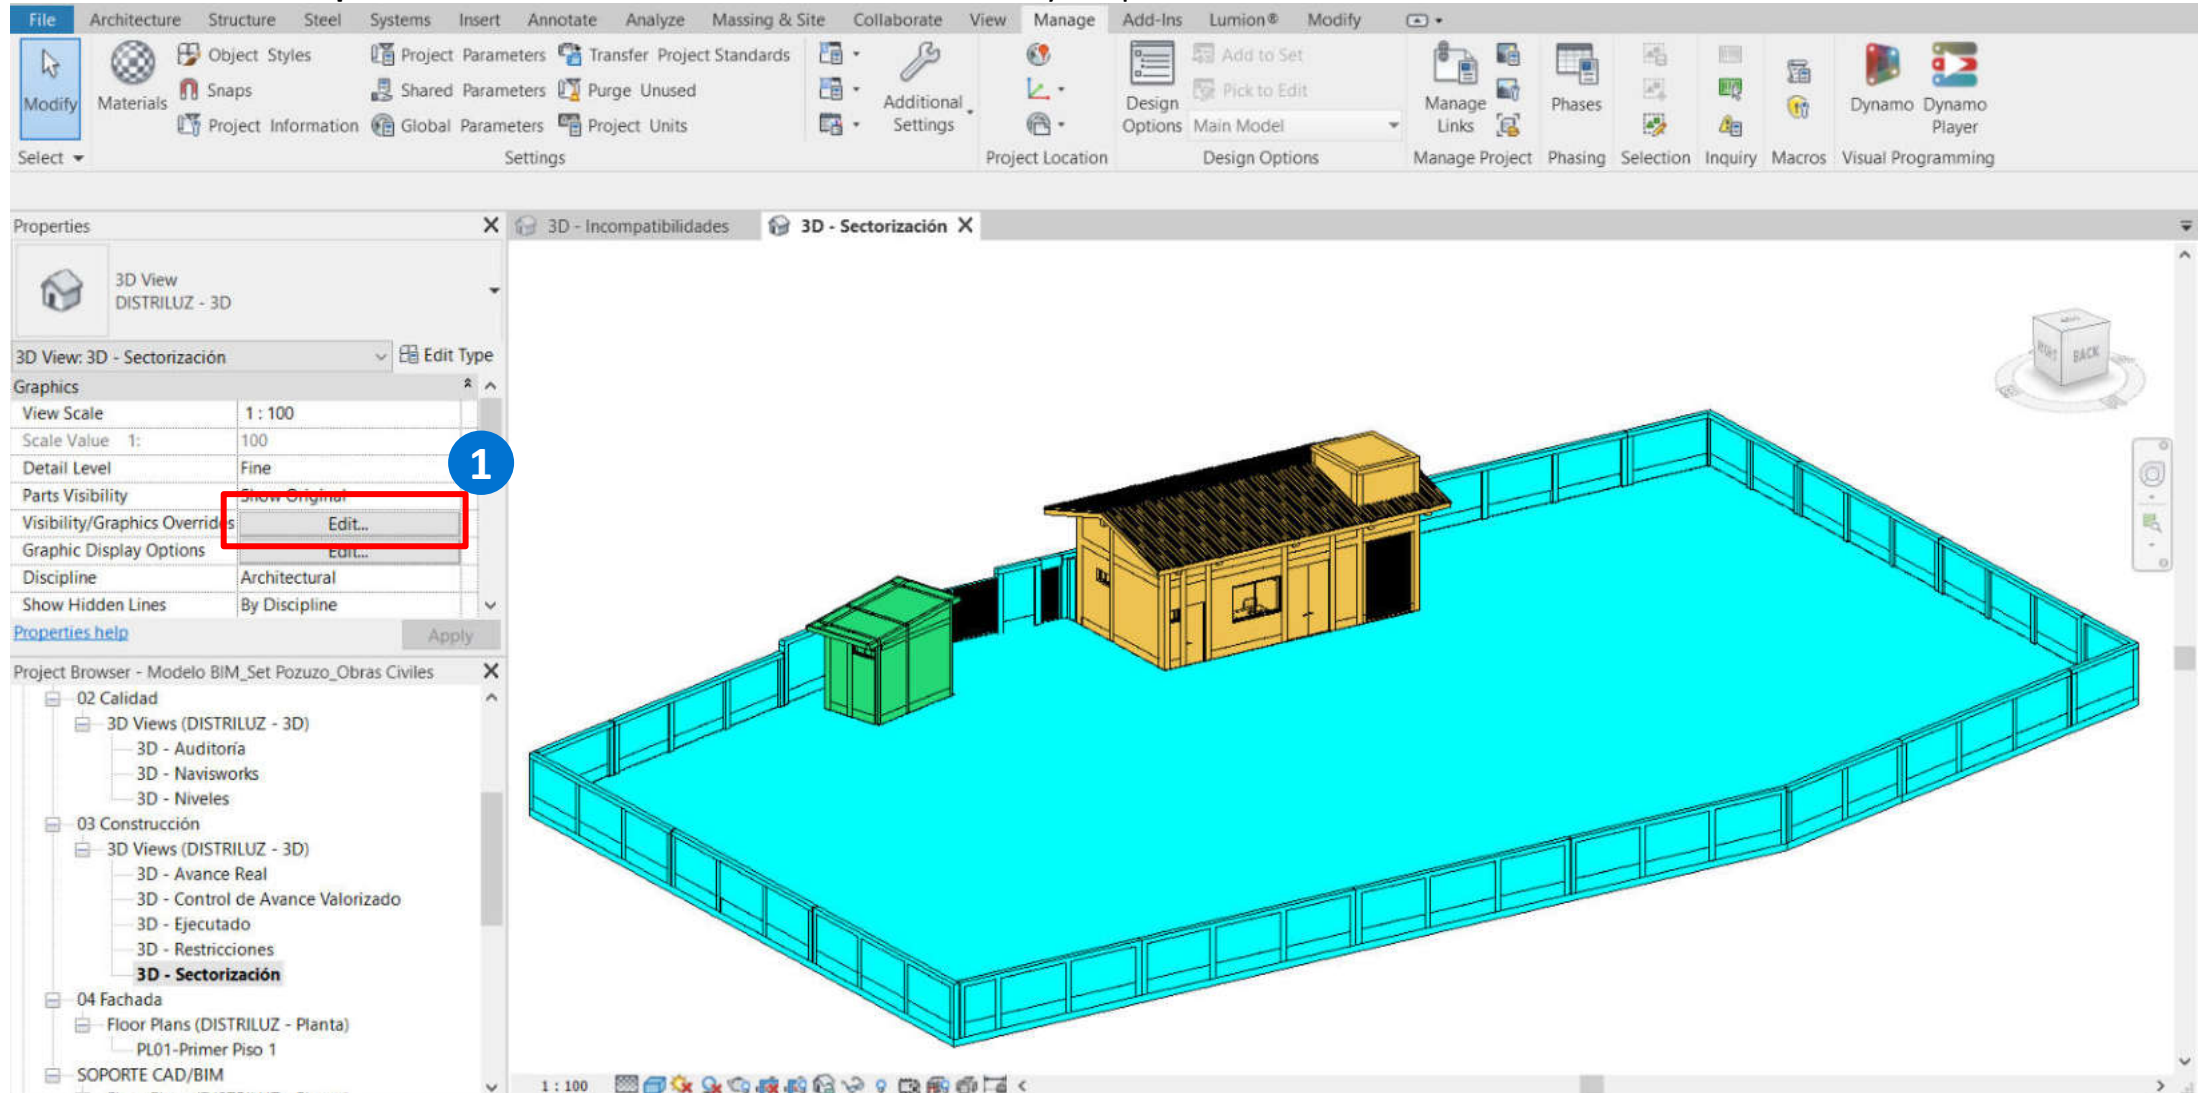 File Architecture Structure Steel Systems Insert Annotate Analyze Massing & Site Collaborate View Manage Add-Ins Lumion® Modify
Modify
Materials
Object Styles
Snaps
Project Information
Project Parameters
Shared Parameters
Global Parameters
Transfer Project Standards
Purge Unused
Project Units
Additional
Settings
Design
Options
Add to Set
Pick to Edit
Main Model
Manage
Links
Phases
Dynamo
Dynamo
Player
Select Settings Project Location Design Options Manage Project Phasing Selection Inquiry Macros Visual Programming
Properties
3D - Incompatibilidades
3D - Sectorización
3D View
DISTRILUZ - 3D
3D View: 3D - Sectorización Edit Type
Graphics
View Scale 1 : 100
Scale Value 1: 100
Detail Level Fine
Parts Visibility Show Original
Visibility/Graphics Overrides Edit...
Graphic Display Options Edit...
Discipline Architectural
Show Hidden Lines By Discipline
Properties help Apply
1
Project Browser - Modelo BIM_Set Pozuzo_Obras Civiles
02 Calidad
3D Views (DISTRILUZ - 3D)
3D - Auditoría
3D - Navisworks
3D - Niveles
03 Construcción
3D Views (DISTRILUZ - 3D)
3D - Avance Real
3D - Control de Avance Valorizado
3D - Ejecutado
3D - Restricciones
3D - Sectorización
04 Fachada
Floor Plans (DISTRILUZ - Planta)
PL01-Primer Piso 1
SOPORTE CAD/BIM
BACK
1 : 100